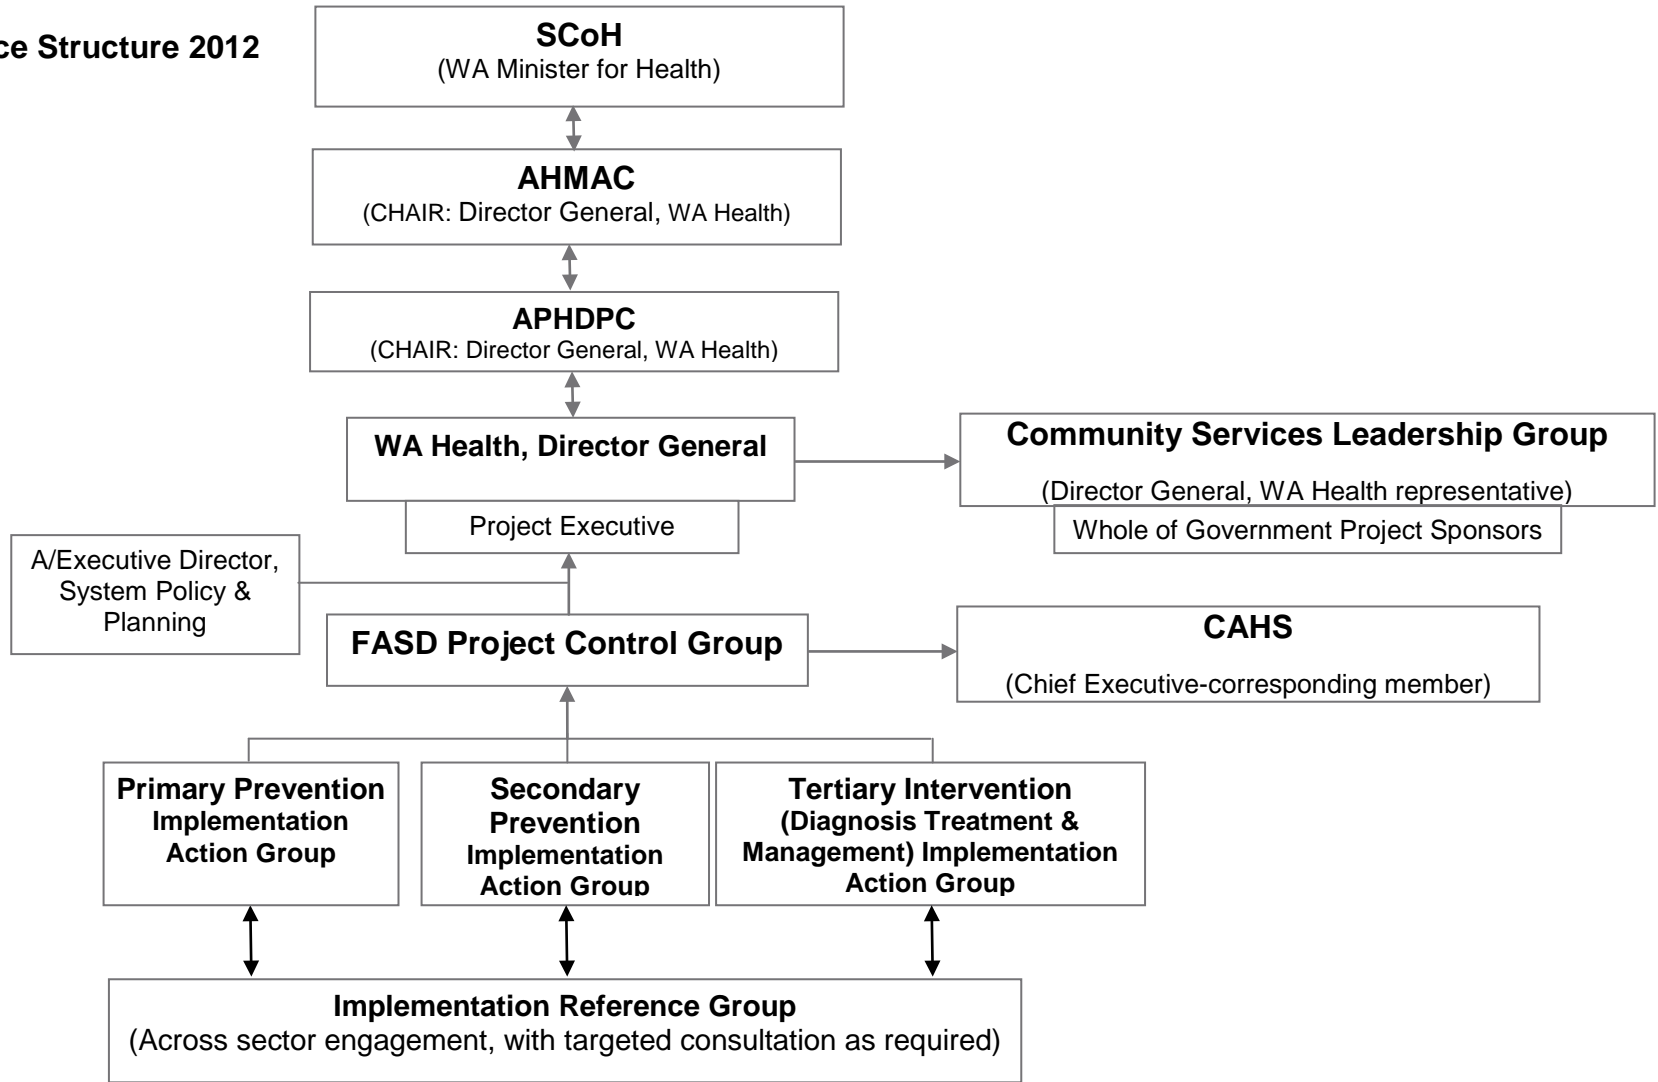 ce Structure 2012
SCoH
(WA Minister for Health)
AHMAC
(CHAIR: Director General, WA Health)
APHDPC
(CHAIR: Director General, WA Health)
WA Health, Director General
Project Executive
Community Services Leadership Group
(Director General, WA Health representative)
Whole of Government Project Sponsors
A/Executive Director,
System Policy &
Planning
FASD Project Control Group
CAHS
(Chief Executive-corresponding member)
Primary Prevention
Implementation
Action Group
Secondary
Prevention
Implementation
Action Group
Tertiary Intervention
(Diagnosis Treatment &
Management) Implementation
Action Group
Implementation Reference Group
(Across sector engagement, with targeted consultation as required)